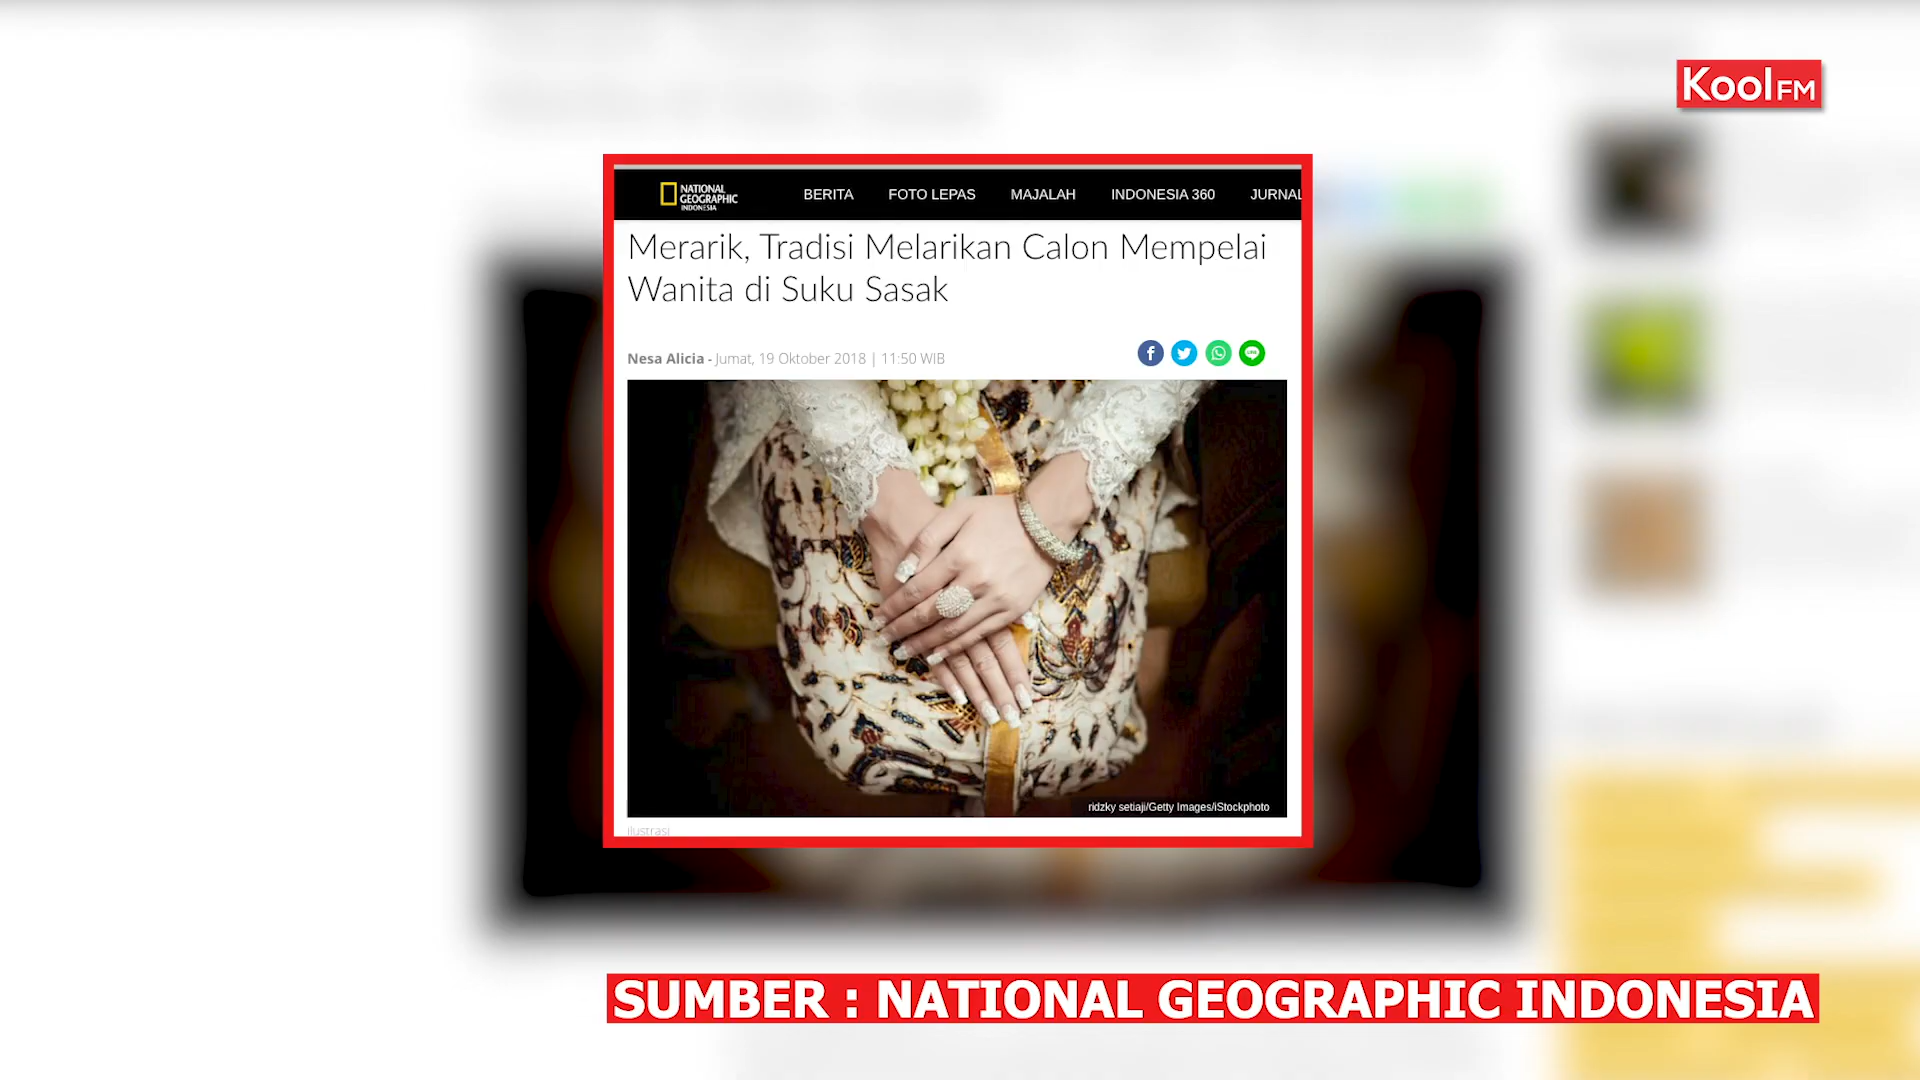 Kool FM
NATIONAL
GEOGRAPHIC
INDONESIA
BERITA FOTO LEPAS MAJALAH INDONESIA 360 JURNAL
Merarik, Tradisi Melarikan Calon Mempelai
Wanita di Suku Sasak
Nesa Alicia - Jumat, 19 Oktober 2018 | 11:50 WIB
ridzky setiaji/Getty Images/iStockphoto
ilustrasi
SUMBER : NATIONAL GEOGRAPHIC INDONESIA